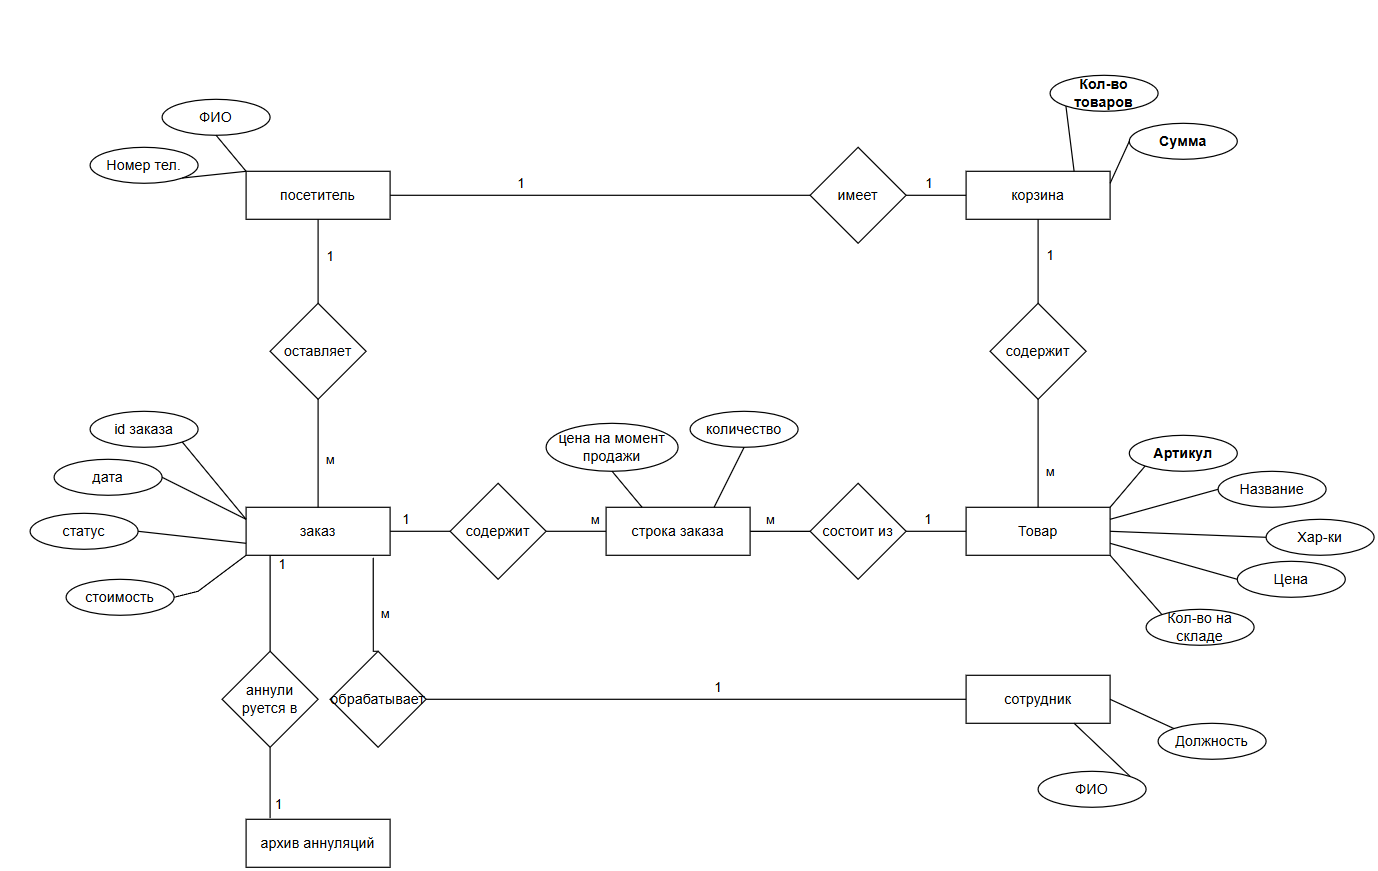 Кол-во
товаров
ФИО
Сумма
Номер тел.
посетитель
1
имеет
1
корзина
1
1
оставляет
содержит
id заказа
цена на момент
продажи
количество
м
м
Артикул
дата
Название
статус
заказ
1
содержит
м
строка заказа
м
состоит из
1
Товар
Хар-ки
1
Цена
стоимость
м
Кол-во на
складе
аннули
руется в
обрабатывает
1
сотрудник
Должность
ФИО
1
архив аннуляций